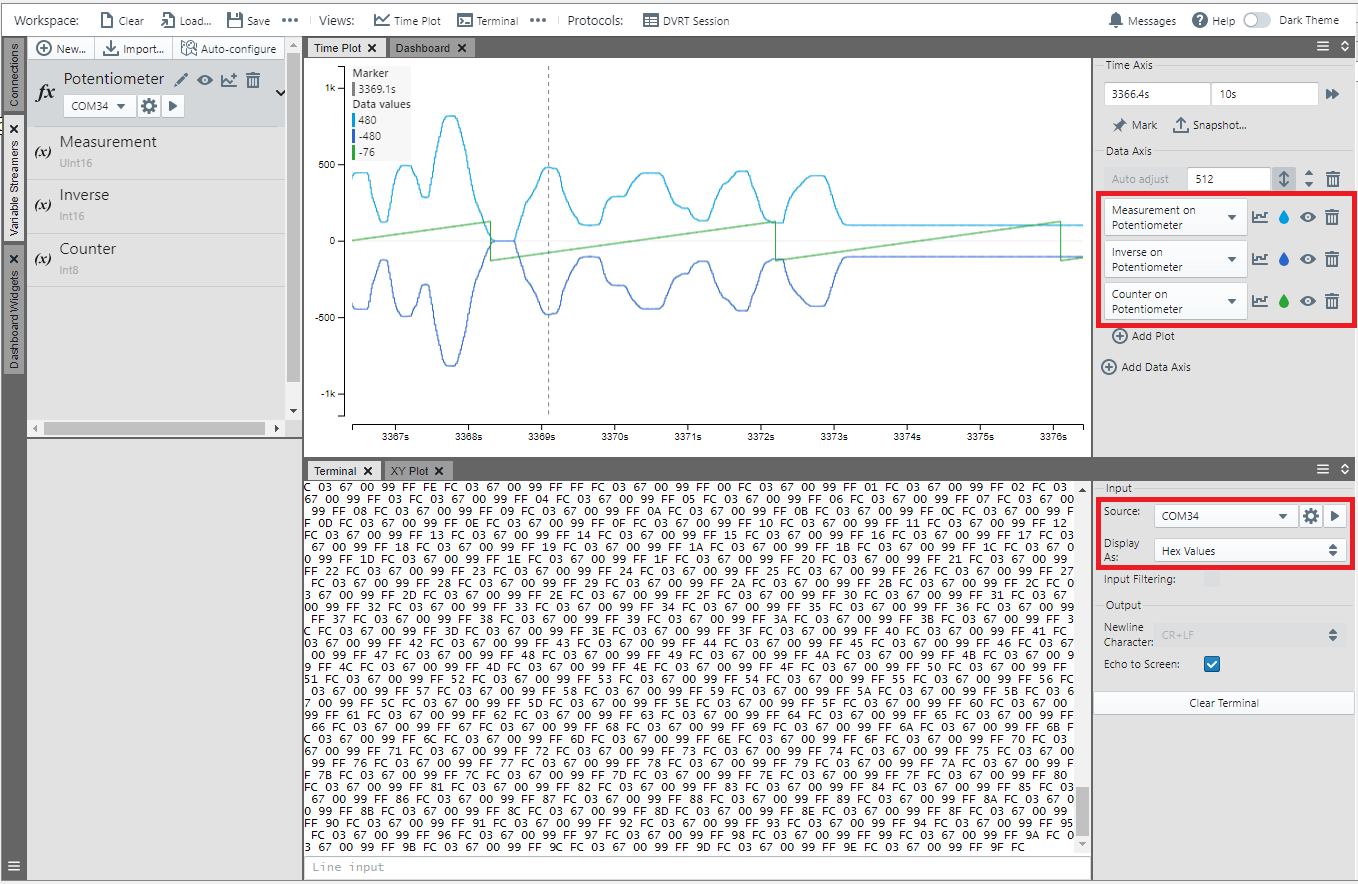 Workspace: Clear Load... Save ••• Views: Time Plot Terminal ••• Protocols: DVRT Session Messages Help Dark Theme
Connections
Variable Streamers
Dashboard Widgets
New... Import... Auto-configure
fx Potentiometer
COM34
(x) Measurement
UInt16
(x) Inverse
Int16
(x) Counter
Int8
Time Plot Dashboard
Marker
3369.1s
Data values
480
-480
-76
1k
500
0
-500
-1k
3367s 3368s 3369s 3370s 3371s 3372s 3373s 3374s 3375s 3376s
Time Axis
3366.4s 10s
Mark Snapshot...
Data Axis
Auto adjust 512
Measurement on
Potentiometer
Inverse on
Potentiometer
Counter on
Potentiometer
Add Plot
Add Data Axis
Terminal XY Plot
C 03 67 00 99 FF FE FC 03 67 00 99 FF FF FC 03 67 00 99 FF 00 FC 03 67 00 99 FF 01 FC 03 67 00 99 FF 02 FC 03
67 00 99 FF 03 FC 03 67 00 99 FF 04 FC 03 67 00 99 FF 05 FC 03 67 00 99 FF 06 FC 03 67 00 99 FF 07 FC 03 67 00
99 FF 08 FC 03 67 00 99 FF 09 FC 03 67 00 99 FF 0A FC 03 67 00 99 FF 0B FC 03 67 00 99 FF 0C FC 03 67 00 99 F
F 0D FC 03 67 00 99 FF 0E FC 03 67 00 99 FF 0F FC 03 67 00 99 FF 10 FC 03 67 00 99 FF 11 FC 03 67 00 99 FF 12
FC 03 67 00 99 FF 13 FC 03 67 00 99 FF 14 FC 03 67 00 99 FF 15 FC 03 67 00 99 FF 16 FC 03 67 00 99 FF 17 FC 03
67 00 99 FF 18 FC 03 67 00 99 FF 19 FC 03 67 00 99 FF 1A FC 03 67 00 99 FF 1B FC 03 67 00 99 FF 1C FC 03 67 0
0 99 FF 1D FC 03 67 00 99 FF 1E FC 03 67 00 99 FF 1F FC 03 67 00 99 FF 20 FC 03 67 00 99 FF 21 FC 03 67 00 99
FF 22 FC 03 67 00 99 FF 23 FC 03 67 00 99 FF 24 FC 03 67 00 99 FF 25 FC 03 67 00 99 FF 26 FC 03 67 00 99 FF 27
FC 03 67 00 99 FF 28 FC 03 67 00 99 FF 29 FC 03 67 00 99 FF 2A FC 03 67 00 99 FF 2B FC 03 67 00 99 FF 2C FC 0
3 67 00 99 FF 2D FC 03 67 00 99 FF 2E FC 03 67 00 99 FF 2F FC 03 67 00 99 FF 30 FC 03 67 00 99 FF 31 FC 03 67
00 99 FF 32 FC 03 67 00 99 FF 33 FC 03 67 00 99 FF 34 FC 03 67 00 99 FF 35 FC 03 67 00 99 FF 36 FC 03 67 00 99
FF 37 FC 03 67 00 99 FF 38 FC 03 67 00 99 FF 39 FC 03 67 00 99 FF 3A FC 03 67 00 99 FF 3B FC 03 67 00 99 FF 3
C FC 03 67 00 99 FF 3D FC 03 67 00 99 FF 3E FC 03 67 00 99 FF 3F FC 03 67 00 99 FF 40 FC 03 67 00 99 FF 41 FC
03 67 00 99 FF 42 FC 03 67 00 99 FF 43 FC 03 67 00 99 FF 44 FC 03 67 00 99 FF 45 FC 03 67 00 99 FF 46 FC 03 67
00 99 FF 47 FC 03 67 00 99 FF 48 FC 03 67 00 99 FF 49 FC 03 67 00 99 FF 4A FC 03 67 00 99 FF 4B FC 03 67 00 9
9 FF 4C FC 03 67 00 99 FF 4D FC 03 67 00 99 FF 4E FC 03 67 00 99 FF 4F FC 03 67 00 99 FF 50 FC 03 67 00 99 FF
51 FC 03 67 00 99 FF 52 FC 03 67 00 99 FF 53 FC 03 67 00 99 FF 54 FC 03 67 00 99 FF 55 FC 03 67 00 99 FF 56 FC
03 67 00 99 FF 57 FC 03 67 00 99 FF 58 FC 03 67 00 99 FF 59 FC 03 67 00 99 FF 5A FC 03 67 00 99 FF 5B FC 03 6
7 00 99 FF 5C FC 03 67 00 99 FF 5D FC 03 67 00 99 FF 5E FC 03 67 00 99 FF 5F FC 03 67 00 99 FF 60 FC 03 67 00
99 FF 61 FC 03 67 00 99 FF 62 FC 03 67 00 99 FF 63 FC 03 67 00 99 FF 64 FC 03 67 00 99 FF 65 FC 03 67 00 99 FF
66 FC 03 67 00 99 FF 67 FC 03 67 00 99 FF 68 FC 03 67 00 99 FF 69 FC 03 67 00 99 FF 6A FC 03 67 00 99 FF 6B F
C 03 67 00 99 FF 6C FC 03 67 00 99 FF 6D FC 03 67 00 99 FF 6E FC 03 67 00 99 FF 6F FC 03 67 00 99 FF 70 FC 03
67 00 99 FF 71 FC 03 67 00 99 FF 72 FC 03 67 00 99 FF 73 FC 03 67 00 99 FF 74 FC 03 67 00 99 FF 75 FC 03 67 00
99 FF 76 FC 03 67 00 99 FF 77 FC 03 67 00 99 FF 78 FC 03 67 00 99 FF 79 FC 03 67 00 99 FF 7A FC 03 67 00 99 F
F 7B FC 03 67 00 99 FF 7C FC 03 67 00 99 FF 7D FC 03 67 00 99 FF 7E FC 03 67 00 99 FF 7F FC 03 67 00 99 FF 80
FC 03 67 00 99 FF 81 FC 03 67 00 99 FF 82 FC 03 67 00 99 FF 83 FC 03 67 00 99 FF 84 FC 03 67 00 99 FF 85 FC 03
67 00 99 FF 86 FC 03 67 00 99 FF 87 FC 03 67 00 99 FF 88 FC 03 67 00 99 FF 89 FC 03 67 00 99 FF 8A FC 03 67 0
0 99 FF 8B FC 03 67 00 99 FF 8C FC 03 67 00 99 FF 8D FC 03 67 00 99 FF 8E FC 03 67 00 99 FF 8F FC 03 67 00 99
FF 90 FC 03 67 00 99 FF 91 FC 03 67 00 99 FF 92 FC 03 67 00 99 FF 93 FC 03 67 00 99 FF 94 FC 03 67 00 99 FF 95
FC 03 67 00 99 FF 96 FC 03 67 00 99 FF 97 FC 03 67 00 99 FF 98 FC 03 67 00 99 FF 99 FC 03 67 00 99 FF 9A FC 0
3 67 00 99 FF 9B FC 03 67 00 99 FF 9C FC 03 67 00 99 FF 9D FC 03 67 00 99 FF 9E FC 03 67 00 99 FF 9F FC
Line input
Input
Source: COM34
Display
As: Hex Values
Input Filtering:
Output
Newline
Character: CR+LF
Echo to Screen:
Clear Terminal